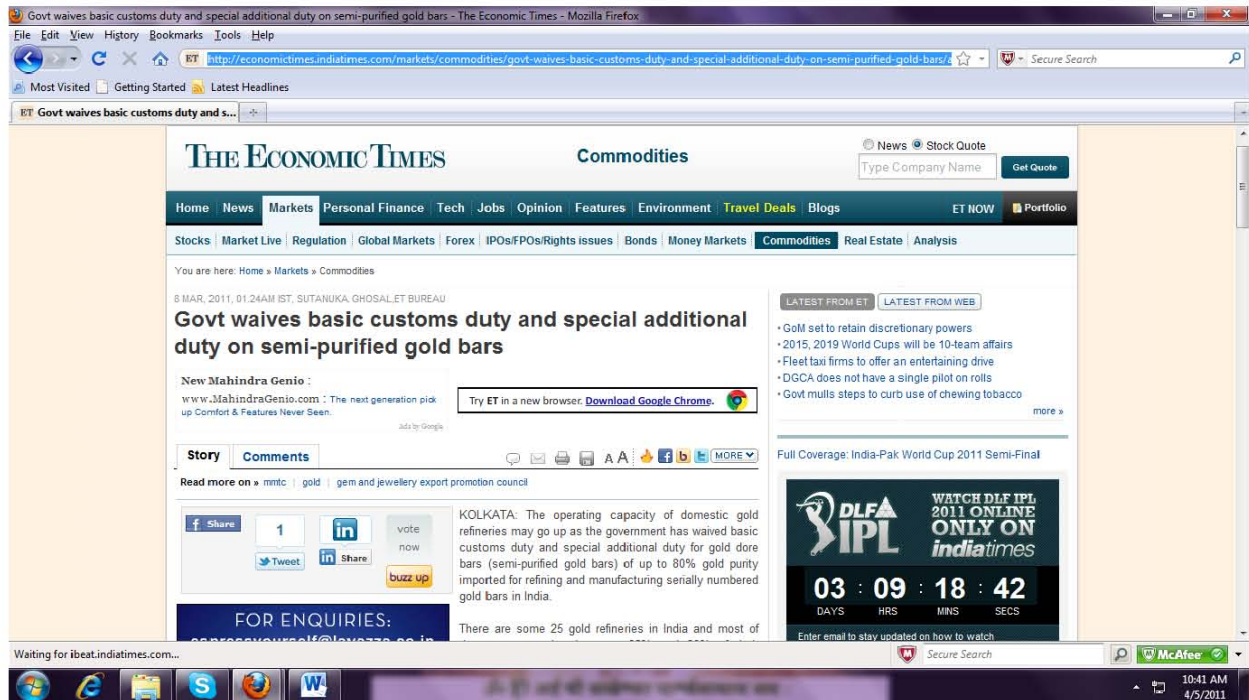 Govt waives basic customs duty and special additional duty on semi-purified gold bars - The Economic Times - Mozilla Firefox
File Edit View History Bookmarks Tools Help
ET http://economictimes.indiatimes.com/markets/commodities/govt-waives-basic-customs-duty-and-special-additional-duty-on-semi-purified-gold-bars/a
Secure Search
Most Visited Getting Started Latest Headlines
ET Govt waives basic customs duty and s...
THE ECONOMIC TIMES
Commodities
News Stock Quote
Type Company Name Get Quote
Home News Markets Personal Finance Tech Jobs Opinion Features Environment Travel Deals Blogs ET NOW Portfolio
Stocks Market Live Regulation Global Markets Forex IPOs/FPOs/Rights issues Bonds Money Markets Commodities Real Estate Analysis
You are here: Home » Markets » Commodities
8 MAR, 2011, 01.24AM IST, SUTANUKA GHOSAL,ET BUREAU
Govt waives basic customs duty and special additional
duty on semi-purified gold bars
New Mahindra Genio :
www.MahindraGenio.com : The next generation pick
up Comfort & Features Never Seen.
Ads by Google
Try ET in a new browser. Download Google Chrome.
Story Comments
A A f b t MORE
Read more on » mmtc | gold | gem and jewellery export promotion council
f Share
1
Tweet
in
in Share
vote
now
buzz up
FOR ENQUIRIES:
espressyourself@lavazza.co.in
KOLKATA: The operating capacity of domestic gold
refineries may go up as the government has waived basic
customs duty and special additional duty for gold dore
bars (semi-purified gold bars) of up to 80% gold purity
imported for refining and manufacturing serially numbered
gold bars in India.
There are some 25 gold refineries in India and most of
LATEST FROM ET LATEST FROM WEB
• GoM set to retain discretionary powers
• 2015, 2019 World Cups will be 10-team affairs
• Fleet taxi firms to offer an entertaining drive
• DGCA does not have a single pilot on rolls
• Govt mulls steps to curb use of chewing tobacco
more »
Full Coverage: India-Pak World Cup 2011 Semi-Final
DLF
IPL
WATCH DLF IPL
2011 ONLINE
ONLY ON
indiatimes
03 : 09 : 18 : 42
DAYS HRS MINS SECS
Enter email to stay updated on how to watch
Waiting for ibeat.indiatimes.com...
Secure Search
McAfee
10:41 AM
4/5/2011